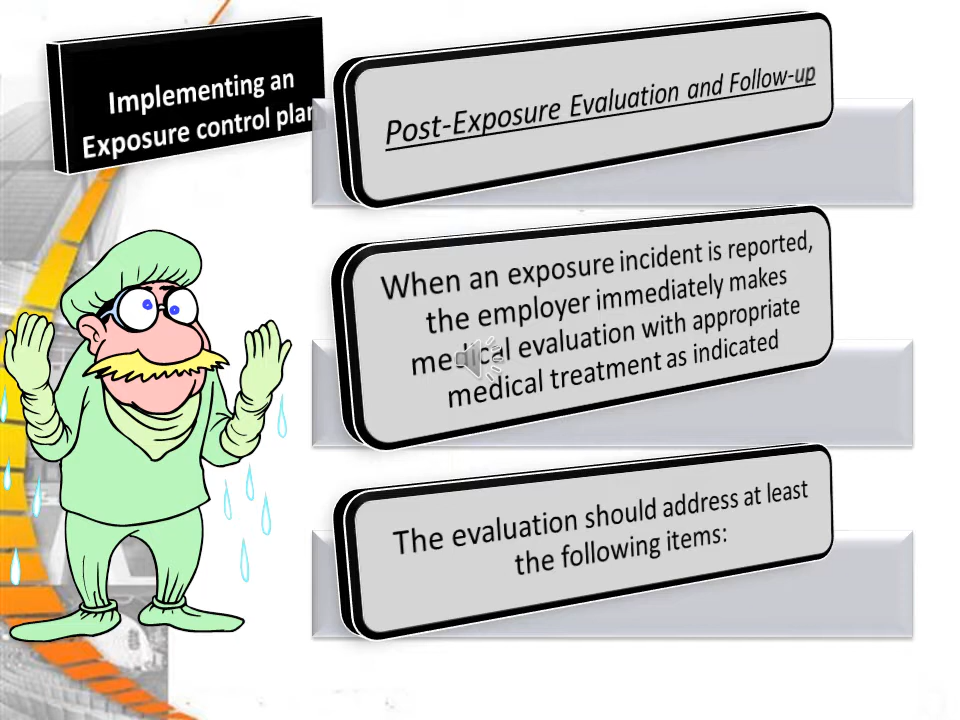 Implementing an
Exposure control plan
Post-Exposure Evaluation and Follow-up
When an exposure incident is reported,
the employer immediately makes
medical evaluation with appropriate
medical treatment as indicated
The evaluation should address at least
the following items: